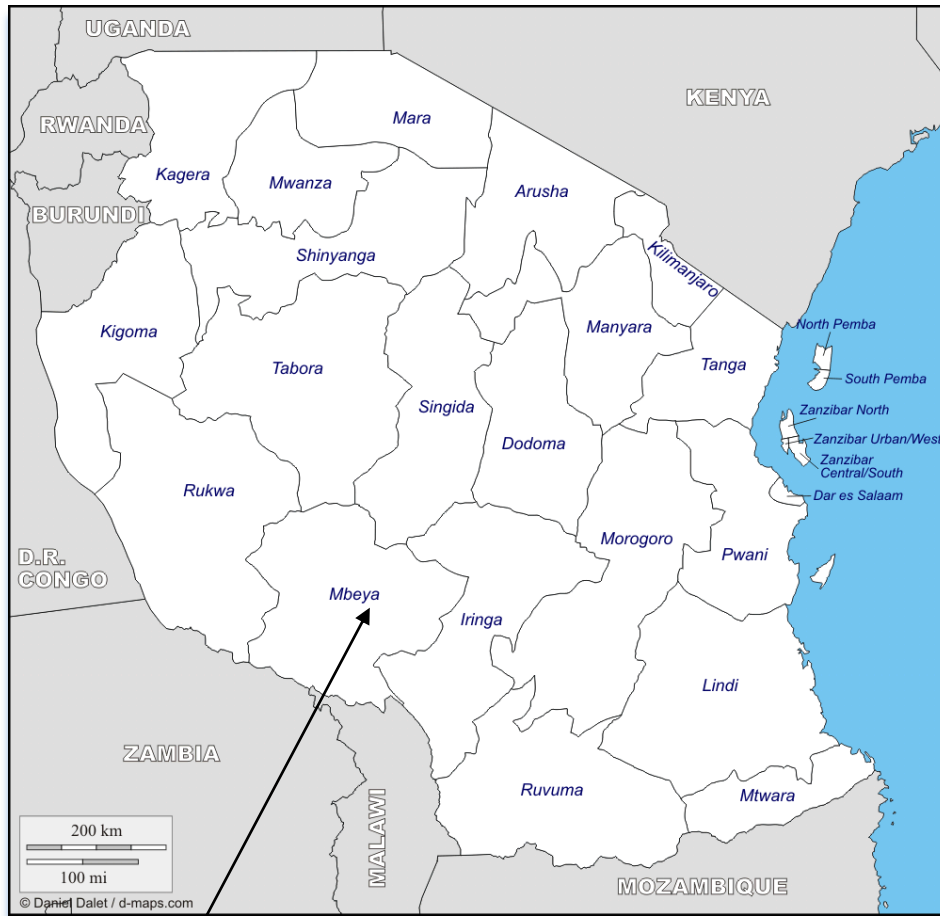 UGANDA
KENYA
Mara
RWANDA
Kagera
Mwanza
Arusha
BURUNDI
Shinyanga
Kilimanjaro
Kigoma
Manyara
North Pemba
Tabora
Tanga
South Pemba
Singida
Zanzibar North
Dodoma
Zanzibar Urban/West
Zanzibar
Central/South
Rukwa
Dar es Salaam
Morogoro
Pwani
D.R.
CONGO
Mbeya
Iringa
Lindi
ZAMBIA
Ruvuma
Mtwara
MALAWI
200 km
100 mi
MOZAMBIQUE
© Daniel Dalet / d-maps.com